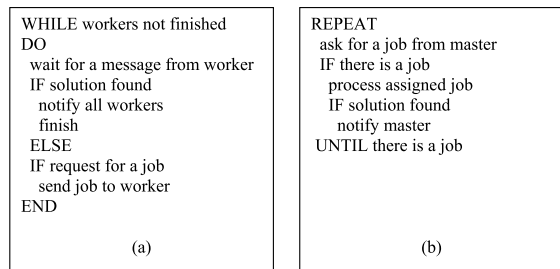 WHILE workers not finished
DO
wait for a message from worker
IF solution found
notify all workers
finish
ELSE
IF request for a job
send job to worker
END
(a)
REPEAT
ask for a job from master
IF there is a job
process assigned job
IF solution found
notify master
UNTIL there is a job
(b)